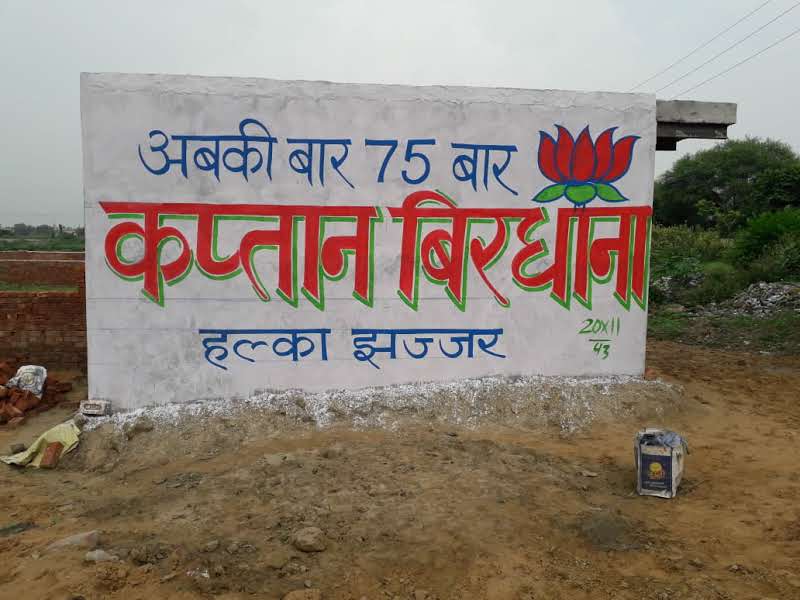 अबकी बार 75 बार
कप्तान बिरधाना
हल्का झज्जर
20x11
43